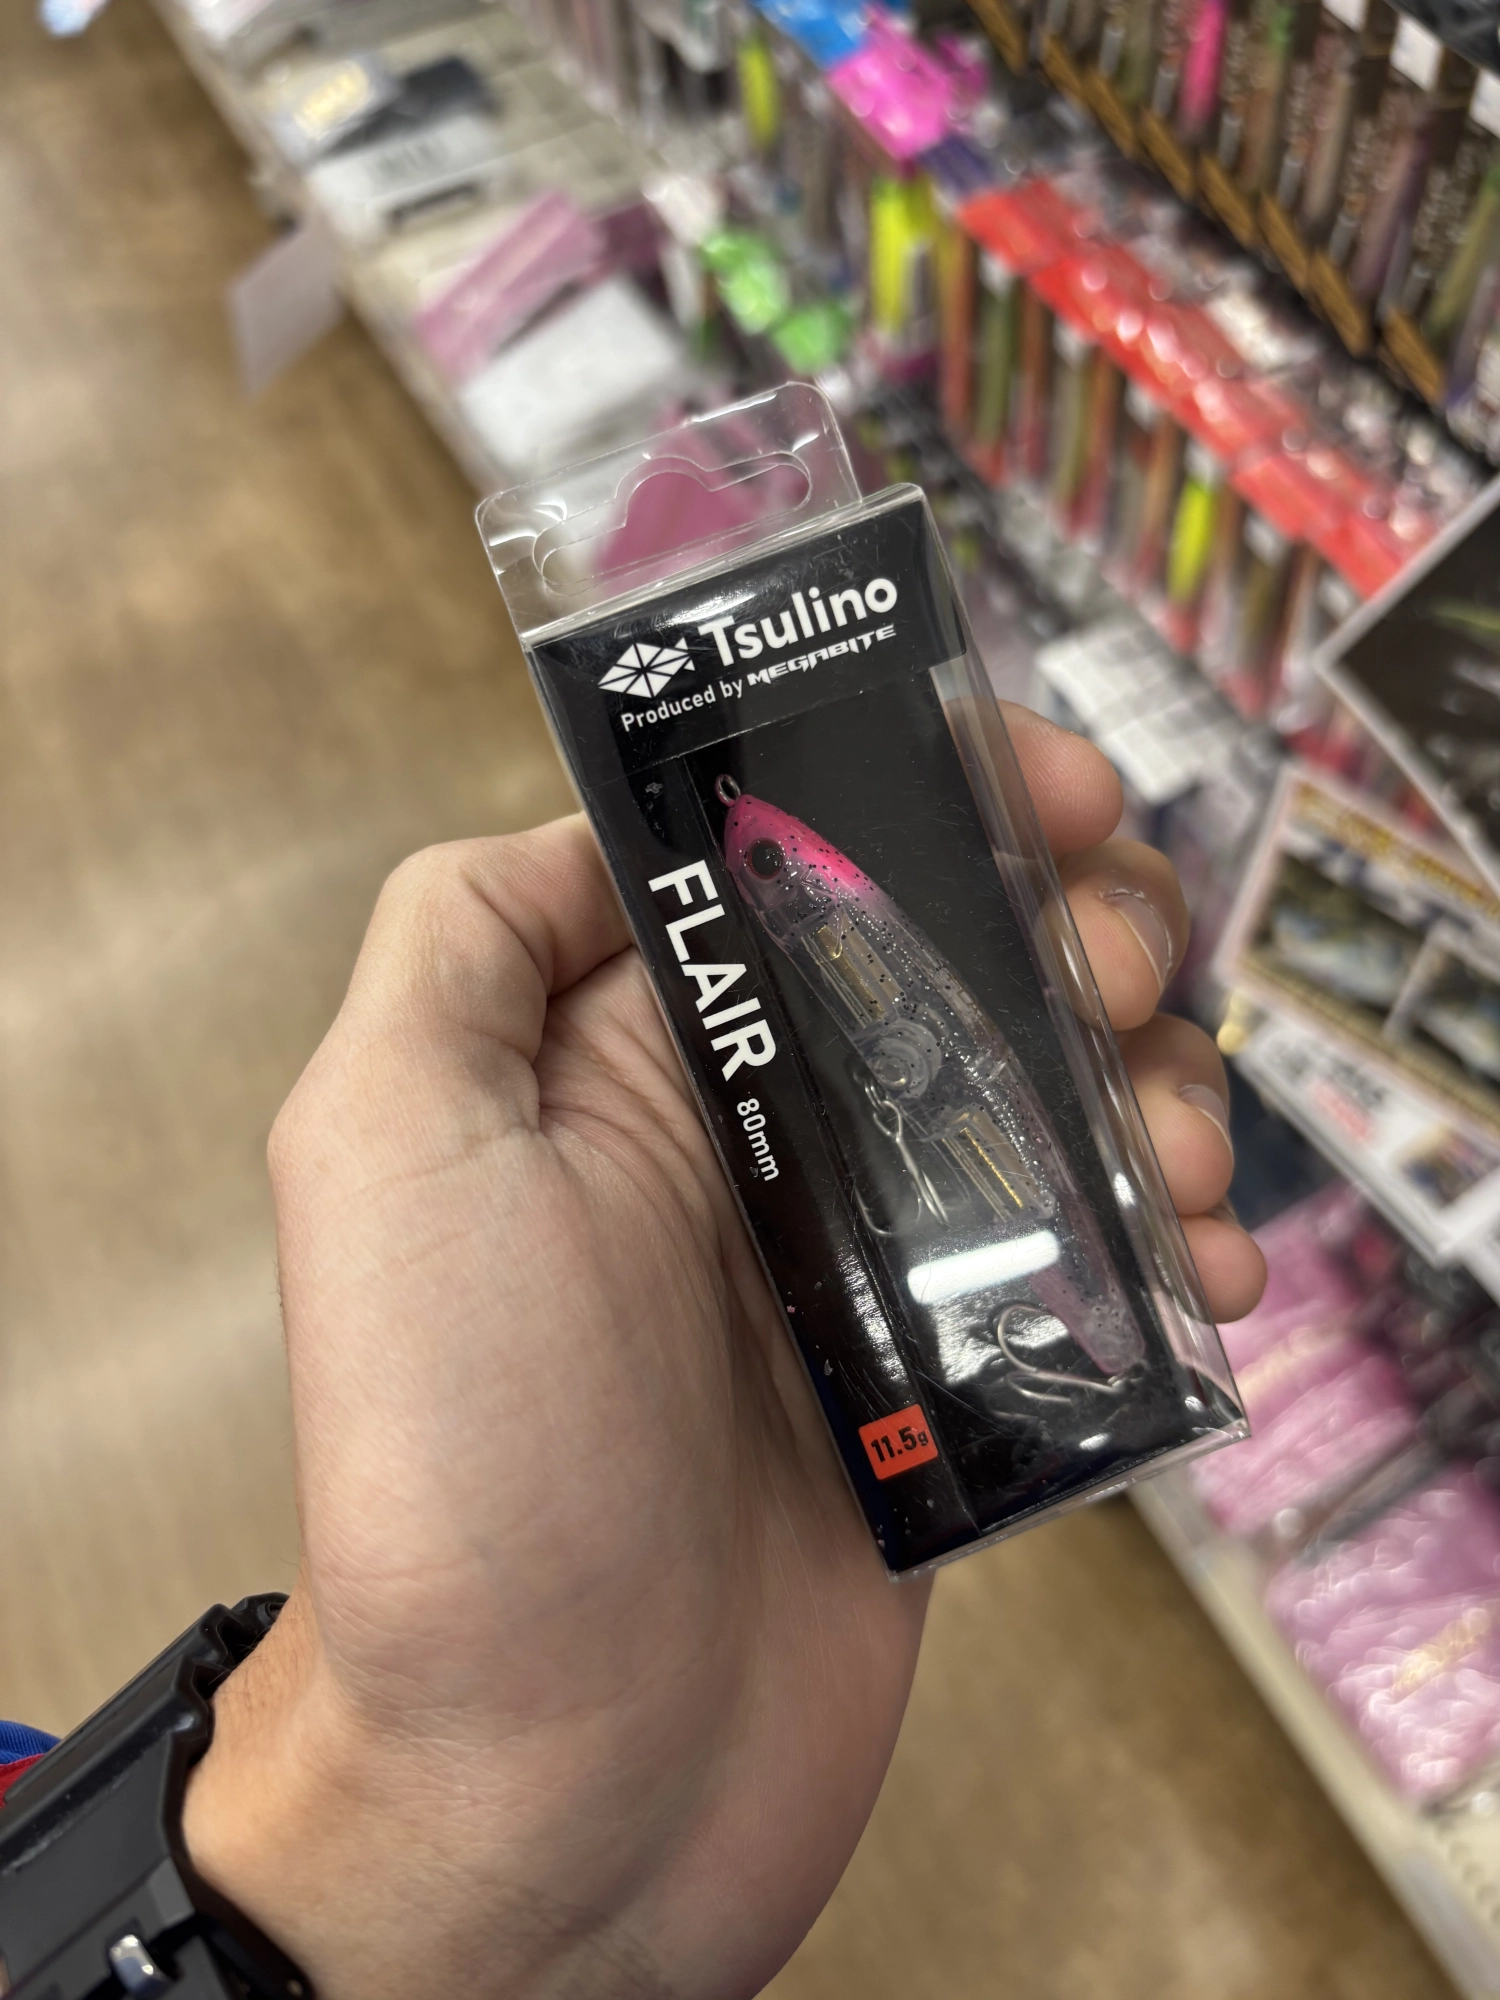 Tsulino
Produced by MEGABITE
FLAIR 80mm
11.5g